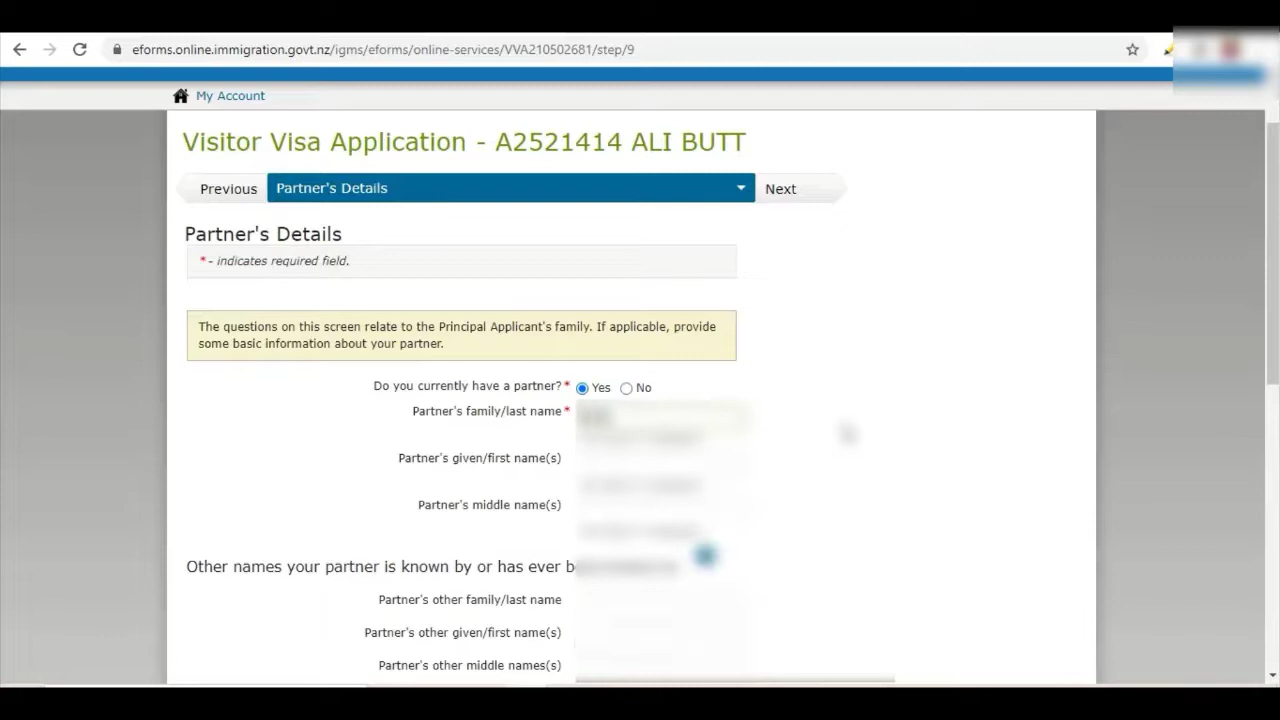 eforms.online.immigration.govt.nz/igms/eforms/online-services/VVA210502681/step/9
My Account
Visitor Visa Application - A2521414 ALI BUTT
Previous Partner's Details Next
Partner's Details
* - indicates required field.
The questions on this screen relate to the Principal Applicant's family. If applicable, provide
some basic information about your partner.
Do you currently have a partner?* Yes No
Partner's family/last name*
Partner's given/first name(s)
Partner's middle name(s)
Other names your partner is known by or has ever
Partner's other family/last name
Partner's other given/first name(s)
Partner's other middle names(s)